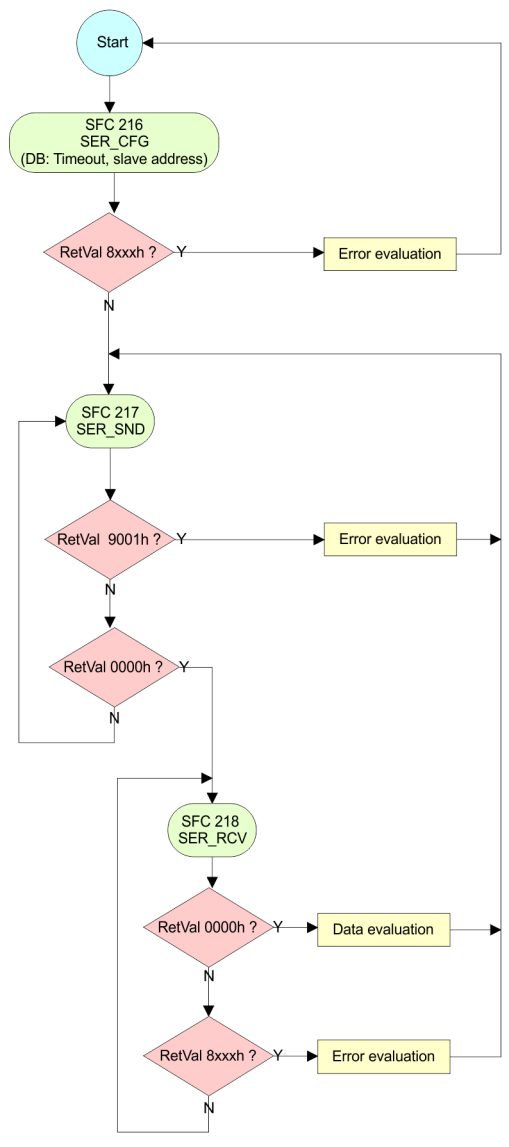 Start
SFC 216
SER_CFG
(DB: Timeout, slave address)
RetVal 8xxxh ?
Y
Error evaluation
N
SFC 217
SER_SND
RetVal 9001h ?
Y
Error evaluation
N
RetVal 0000h ?
Y
N
SFC 218
SER_RCV
RetVal 0000h ?
Y
Data evaluation
N
RetVal 8xxxh ?
Y
Error evaluation
N